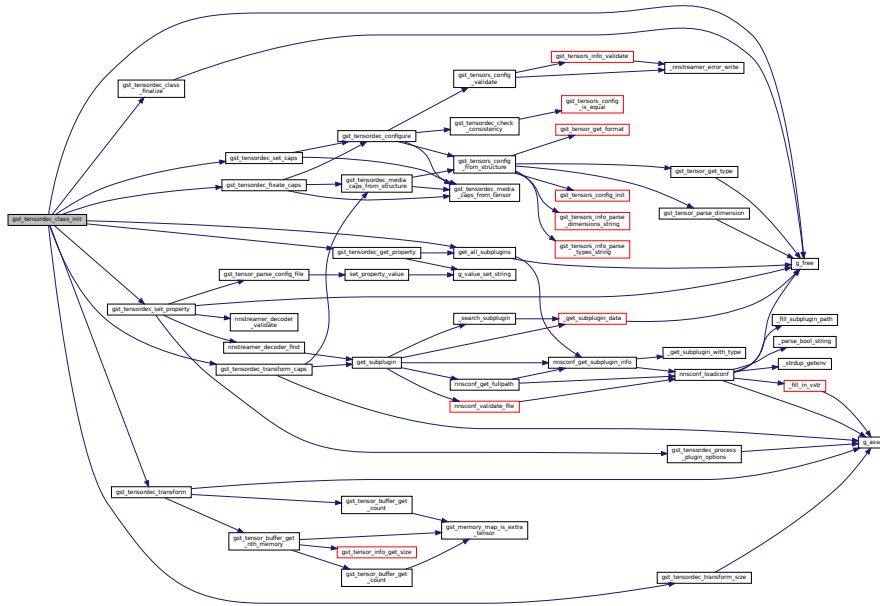 gst_tensordec_class_init
gst_tensordec_class
_finalize
gst_tensordec_set_caps
gst_tensordec_fixate_caps
gst_tensordec_get_property
gst_tensor_parse_config_file
gst_tensordec_set_property
nnstreamer_decoder
_validate
nnstreamer_decoder_find
gst_tensordec_transform_caps
gst_tensordec_transform
gst_tensor_buffer_get
_nth_memory
gst_tensordec_configure
gst_tensordec_media
_caps_from_structure
set_property_value
get_subplugin
gst_tensor_buffer_get
_count
gst_tensor_info_get_size
gst_tensor_buffer_get
_count
gst_tensors_config
_validate
gst_tensordec_check
_consistency
gst_tensors_config
_from_structure
gst_tensordec_media
_caps_from_tensor
get_all_subplugins
g_value_set_string
_search_subplugin
nnsconf_get_fullpath
nnsconf_validate_file
gst_memory_map_is_extra
_tensor
gst_tensors_info_validate
gst_tensors_config
_is_equal
gst_tensor_get_format
gst_tensors_config_init
gst_tensors_info_parse
_dimensions_string
gst_tensors_info_parse
_types_string
_get_subplugin_data
nnsconf_get_subplugin_info
_nnstreamer_error_write
gst_tensor_get_type
gst_tensor_parse_dimension
_get_subplugin_with_type
nnsconf_loadconf
gst_tensordec_process
_plugin_options
gst_tensordec_transform_size
g_free
_fill_subplugin_path
_parse_bool_string
_strdup_getenv
_fill_in_vstr